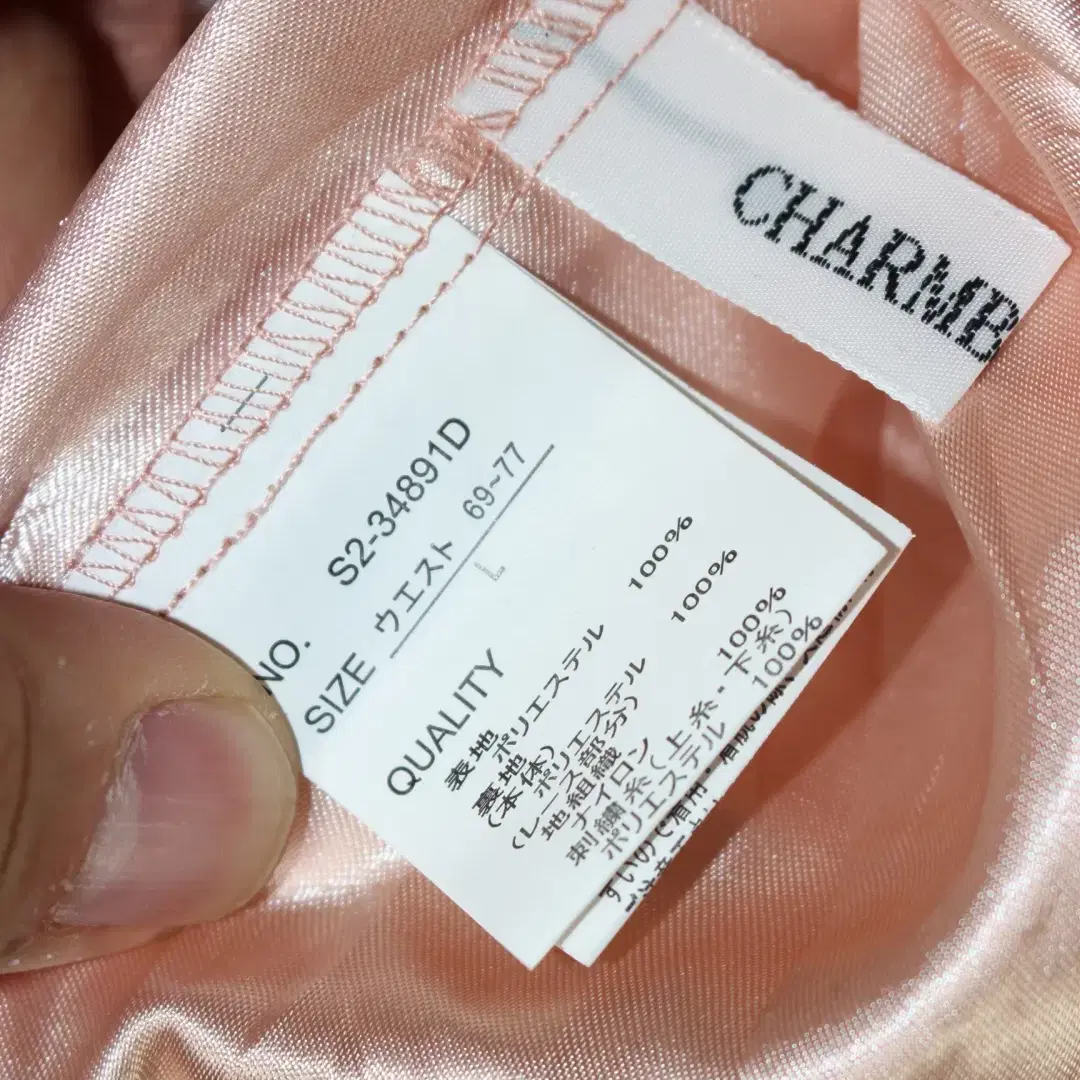 CHARMB
NO. S2-34891D
SIZE ウエスト 69~77
L
QUALITY
表地
ポリエステル 100%
裏地
(本体)
ポリエステル 100%
(レース部分)
地組織
ナイロン 100%
刺繍糸(上糸・下糸)
ポリエステル 100%